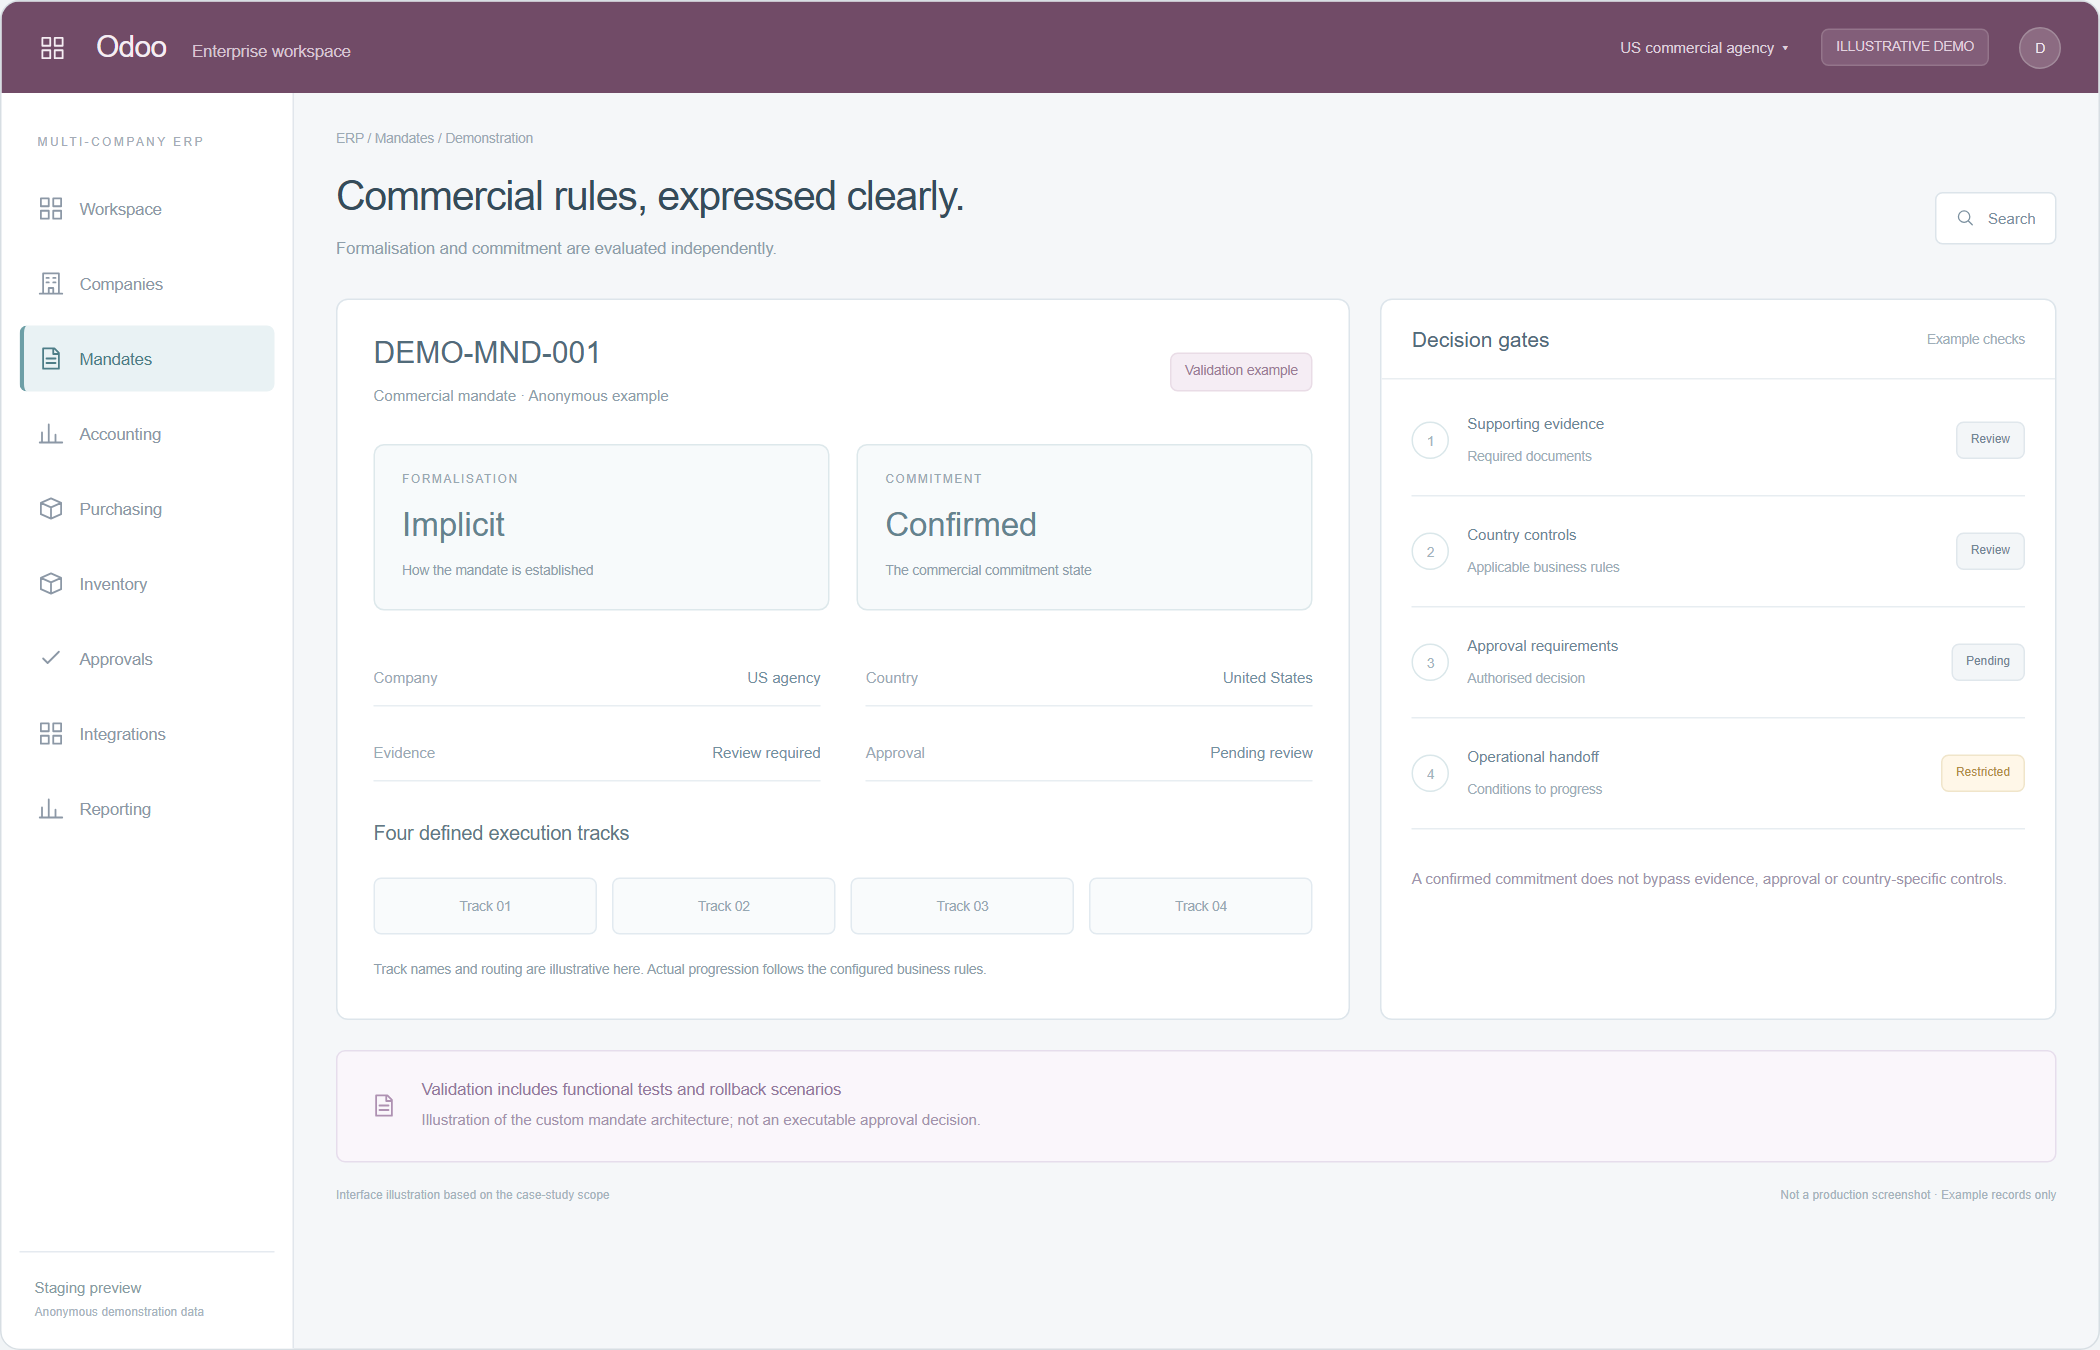 Odoo
Enterprise workspace
US commercial agency
ILLUSTRATIVE DEMO
D
MULTI-COMPANY ERP
Workspace
Companies
Mandates
Accounting
Purchasing
Inventory
Approvals
Integrations
Reporting
Staging preview
Anonymous demonstration data
ERP / Mandates / Demonstration
Commercial rules, expressed clearly.
Formalisation and commitment are evaluated independently.
Search
DEMO-MND-001
Commercial mandate · Anonymous example
Validation example
FORMALISATION
Implicit
How the mandate is established
COMMITMENT
Confirmed
The commercial commitment state
Company US agency
Country United States
Evidence Review required
Approval Pending review
Four defined execution tracks
Track 01
Track 02
Track 03
Track 04
Track names and routing are illustrative here. Actual progression follows the configured business rules.
Decision gates
Example checks
1
Supporting evidence
Required documents
Review
2
Country controls
Applicable business rules
Review
3
Approval requirements
Authorised decision
Pending
4
Operational handoff
Conditions to progress
Restricted
A confirmed commitment does not bypass evidence, approval or country-specific controls.
Validation includes functional tests and rollback scenarios
Illustration of the custom mandate architecture; not an executable approval decision.
Interface illustration based on the case-study scope
Not a production screenshot · Example records only